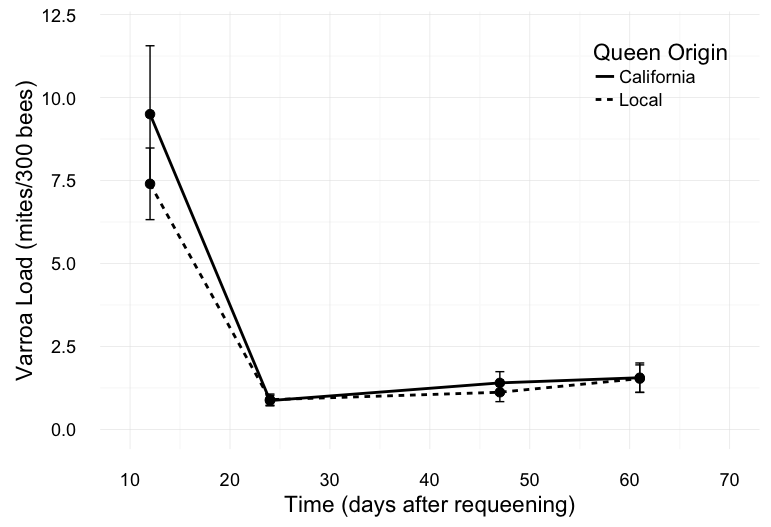 12.5
10.0
7.5
5.0
2.5
0.0
Varroa Load (mites/300 bees)
Queen Origin
California
Local
10 20 30 40 50 60 70
Time (days after requeening)